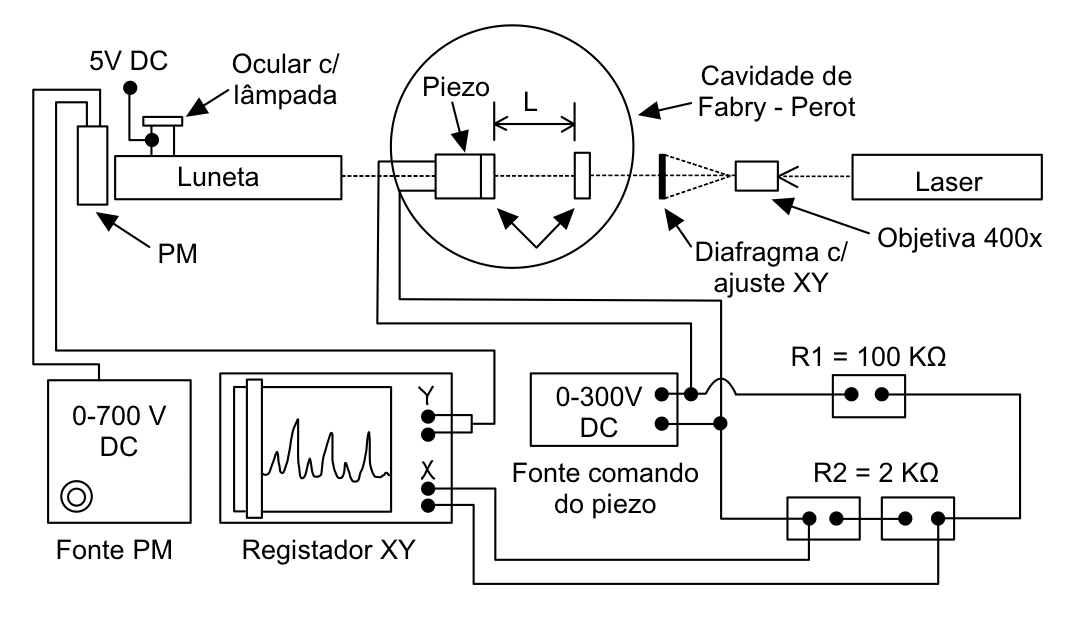 5V DC
Ocular c/
lâmpada
Piezo
L
Cavidade de
Fabry - Perot
Luneta
Laser
PM
Diafragma c/
ajuste XY
Objetiva 400x
R1 = 100 KΩ
0-700 V
DC
Y
X
0-300V
DC
Fonte comando
do piezo
R2 = 2 KΩ
Fonte PM
Registador XY